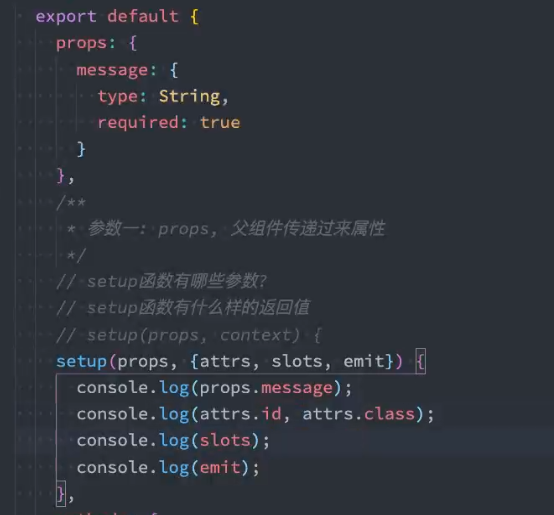 export default {
props: {
message: {
type: String,
required: true
}
},
/**
* 参数一: props, 父组件传递过来属性
*/
// setup函数有哪些参数?
// setup函数有什么样的返回值
// setup(props, context) {
setup(props, {attrs, slots, emit}) {
console.log(props.message);
console.log(attrs.id, attrs.class);
console.log(slots);
console.log(emit);
},